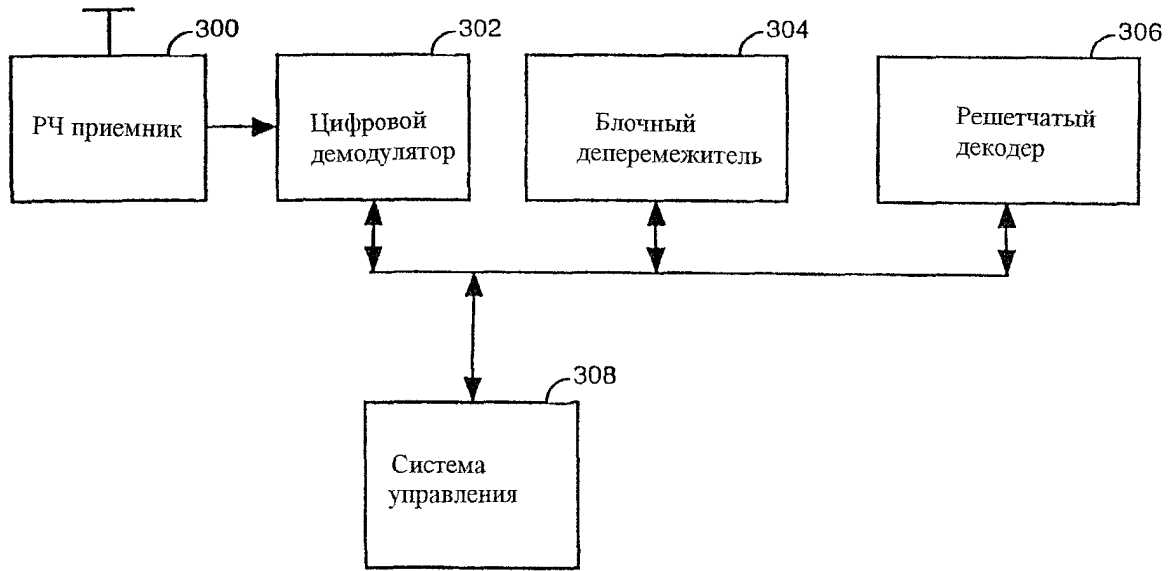 300
302
304
306
РЧ приемник
Цифровой
демодулятор
Блочный
деперемежитель
Решетчатый
декодер
308
Система
управления